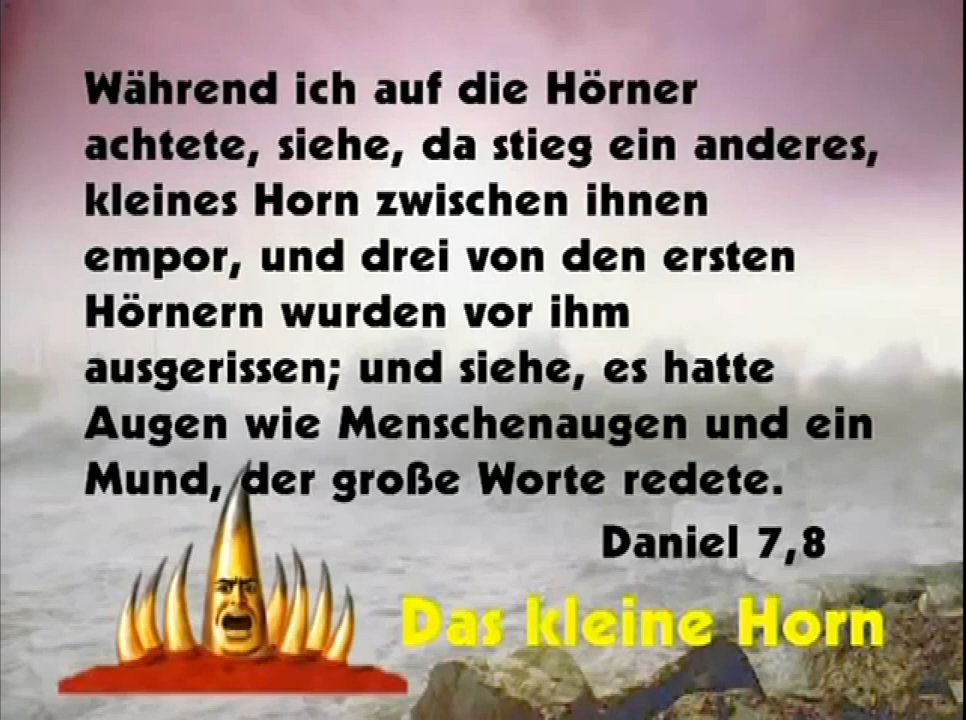 Während ich auf die Hörner
achtete, siehe, da stieg ein anderes,
kleines Horn zwischen ihnen
empor, und drei von den ersten
Hörnern wurden vor ihm
ausgerissen; und siehe, es hatte
Augen wie Menschenaugen und ein
Mund, der große Worte redete.
Daniel 7,8
Das kleine Horn